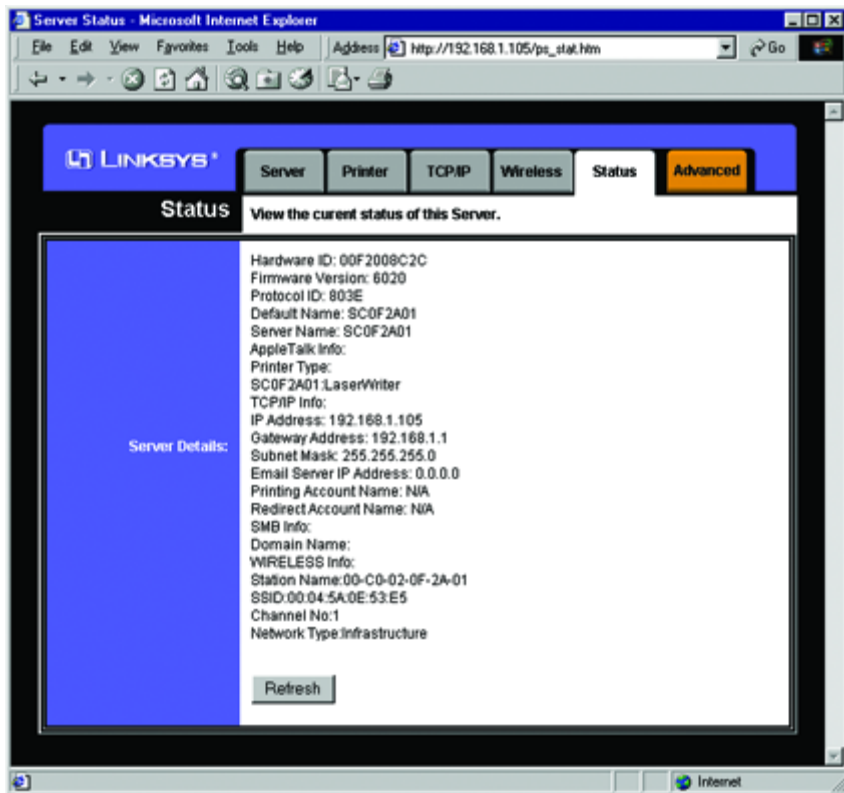 Server Status - Microsoft Internet Explorer
File Edit View Favorites Tools Help Address http://192.168.1.105/ps_stat.htm Go
LINKSYS®
Server Printer TCP/IP Wireless Status Advanced
Status View the curent status of this Server.
Hardware ID: 00F2008C2C
Firmware Version: 6020
Protocol ID: 803E
Default Name: SC0F2A01
Server Name: SC0F2A01
AppleTalk Info:
Printer Type:
SC0F2A01:LaserWriter
TCP/IP Info:
IP Address: 192.168.1.105
Server Details:
Gateway Address: 192.168.1.1
Subnet Mask: 255.255.255.0
Email Server IP Address: 0.0.0.0
Printing Account Name: N/A
Redirect Account Name: N/A
SMB Info:
Domain Name:
WIRELESS Info:
Station Name:00-C0-02-0F-2A-01
SSID:00:04:5A:0E:53:E5
Channel No:1
Network Type:Infrastructure
Refresh
Internet